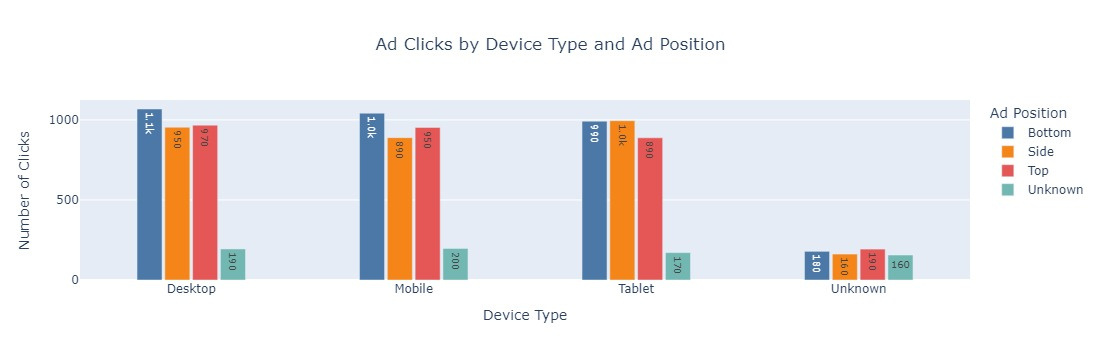 Ad Clicks by Device Type and Ad Position
Number of Clicks
1000
500
0
1.1k
950
970
190
1.0k
890
950
200
990
1.0k
890
170
180
160
190
160
Desktop
Mobile
Tablet
Unknown
Device Type
Ad Position
Bottom
Side
Top
Unknown